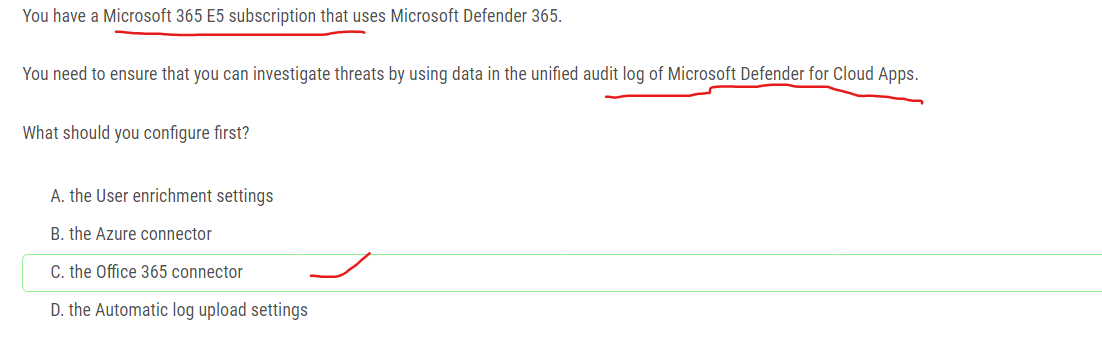 You have a Microsoft 365 E5 subscription that uses Microsoft Defender 365.
You need to ensure that you can investigate threats by using data in the unified audit log of Microsoft Defender for Cloud Apps.
What should you configure first?
A. the User enrichment settings
B. the Azure connector
C. the Office 365 connector
D. the Automatic log upload settings